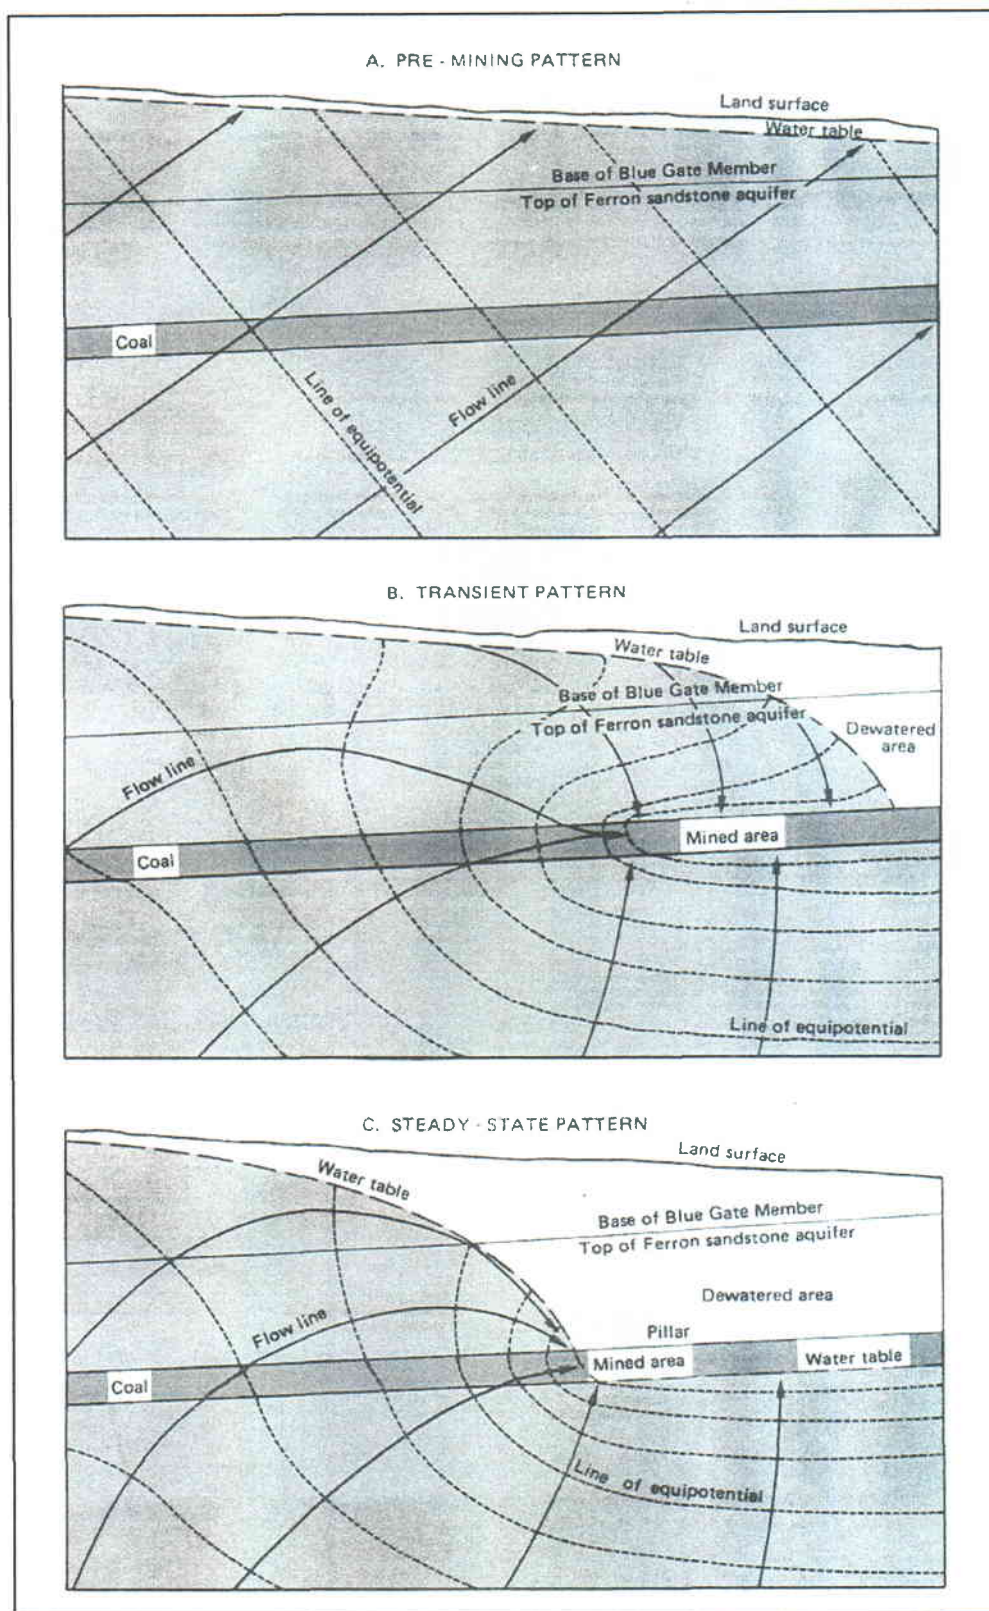 A. PRE - MINING PATTERN
Land surface
Water table
Base of Blue Gate Member
Top of Ferron sandstone aquifer
Coal
Line of equipotential
Flow line
B. TRANSIENT PATTERN
Land surface
Water table
Base of Blue Gate Member
Top of Ferron sandstone aquifer
Dewatered
area
Flow line
Mined area
Coal
Line of equipotential
C. STEADY - STATE PATTERN
Land surface
Water table
Base of Blue Gate Member
Top of Ferron sandstone aquifer
Dewatered area
Flow line
Pillar
Mined area
Water table
Coal
Line of equipotential